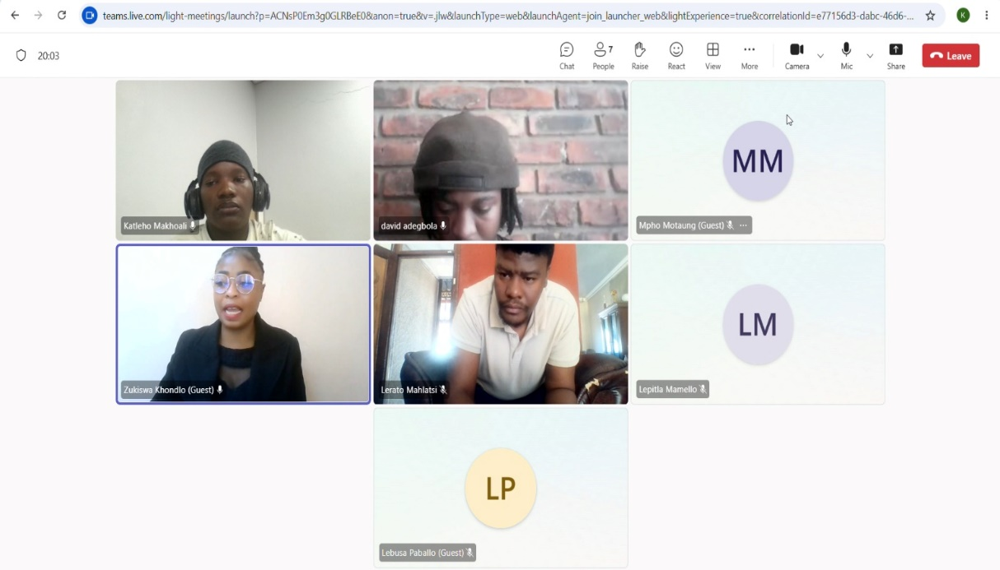 teams.live.com/light-meetings/launch?p=ACNsP0Em3g0GLRBeE0&anon=true&v=.jlw&launchType=web&launchAgent=join_launcher_web&lightExperience=true&correlationId=e77156d3-dabc-46d6-...
K
20:03
7
Chat People Raise React View More Camera Mic Share Leave
Katleho Makhoali
david adegbola
MM
Mpho Motaung (Guest) ...
Zukiswa Khondlo (Guest)
Lerato Mahlatsi
LM
Lepitla Mamello
LP
Lebusa Paballo (Guest)